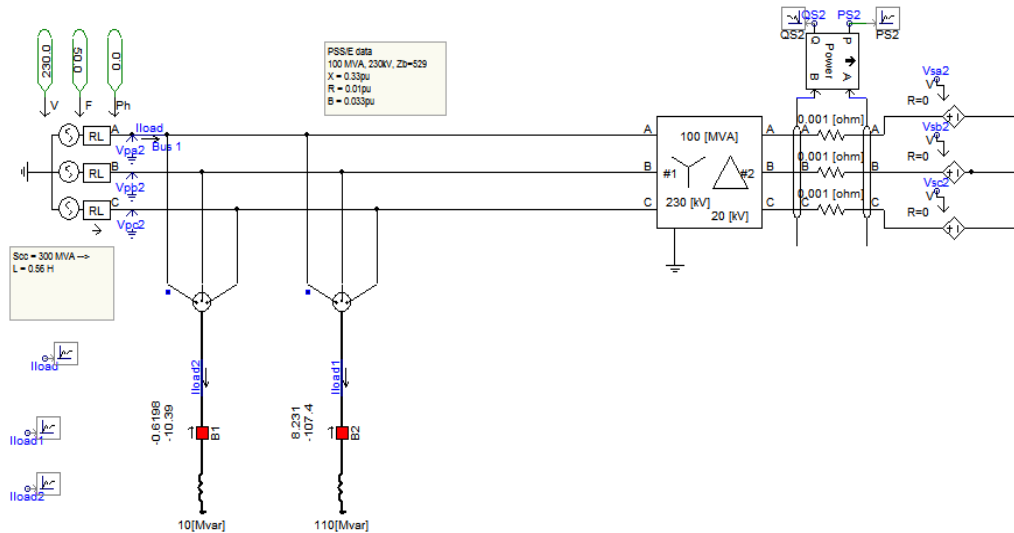 230.0
50.0
0.0
V
F
Ph
PSS/E data
100 MVA, 230kV, Zb=529
X = 0.33pu
R = 0.01pu
B = 0.033pu
QS2
PS2
QS2
Q
P
PS2
Power
B
A
Vsa2
V
R=0
Vsb2
V
R=0
Vsc2
V
R=0
RL
A
Iload
Bus 1
Vpa2
RL
B
Vpb2
RL
C
Vpc2
A
B
C
100 [MVA]
#1
#2
230 [kV]
20 [kV]
A
A
0.001 [ohm]
A
B
B
0.001 [ohm]
B
C
C
0.001 [ohm]
C
Scc = 300 MVA -->
L = 0.56 H
Iload
Iload1
Iload2
Iload2
-0.6198
-10.39
B1
10[Mvar]
Iload1
8.231
-107.4
B2
110[Mvar]